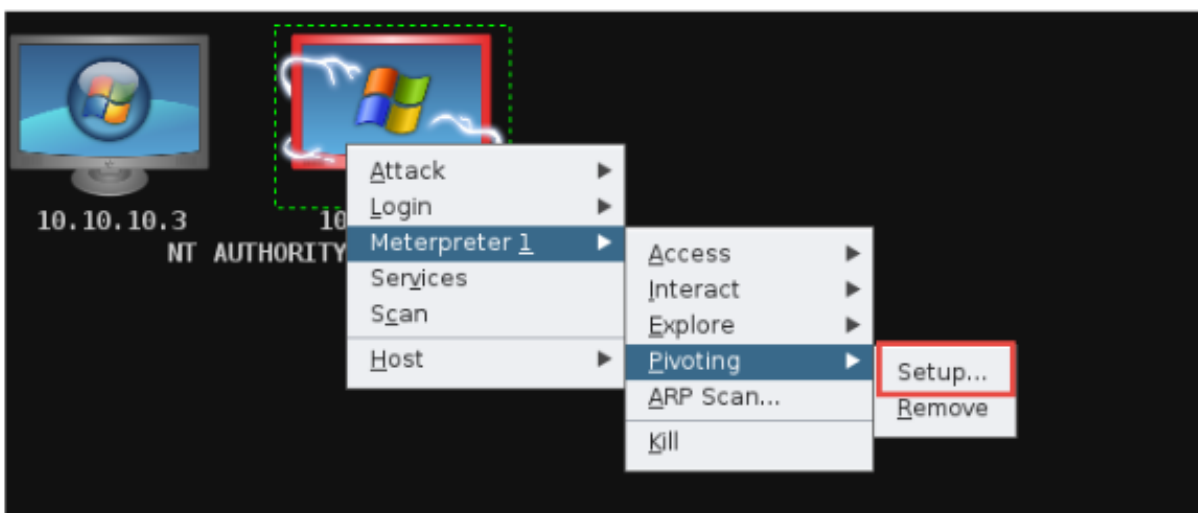 10.10.10.3
10
NT AUTHORITY
Attack
Login
Meterpreter 1
Services
Scan
Host
Access
Interact
Explore
Pivoting
ARP Scan...
Kill
Setup...
Remove